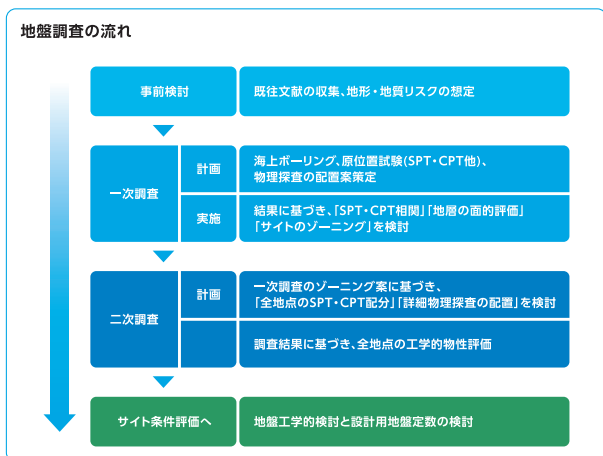 地盤調査の流れ
事前検討
既往文献の収集、地形・地質リスクの想定
一次調査
計画
海上ボーリング、原位置試験(SPT・CPT他)、
物理探査の配置案策定
実施
結果に基づき、「SPT・CPT相関」「地層の面的評価」
「サイトのゾーニング」を検討
二次調査
計画
一次調査のゾーニング案に基づき、
「全地点のSPT・CPT配分」「詳細物理探査の配置」を検討
調査結果に基づき、全地点の工学的物性評価
サイト条件評価へ
地盤工学的検討と設計用地盤定数の検討